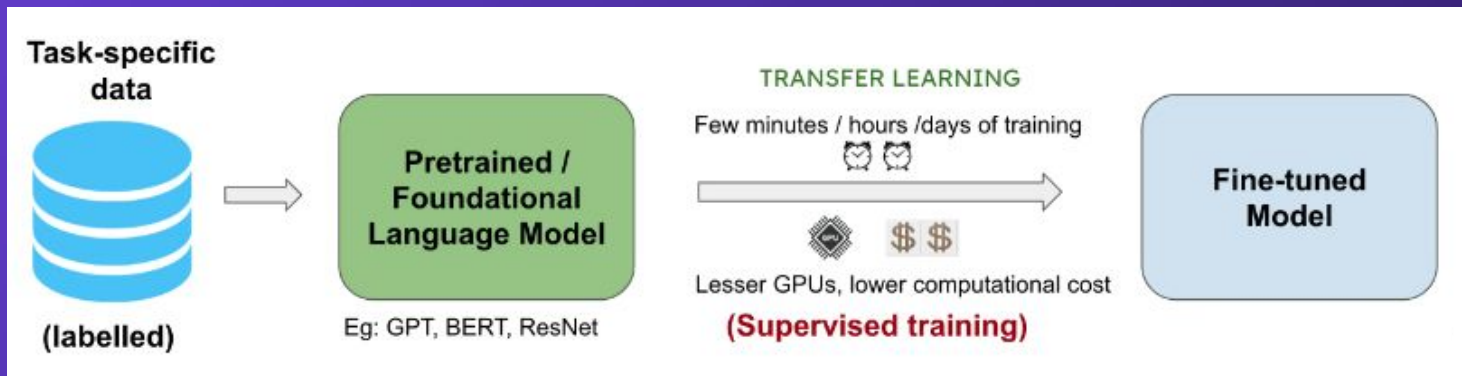 Task-specific
data
(labelled)
Pretrained /
Foundational
Language Model
Eg: GPT, BERT, ResNet
TRANSFER LEARNING
Few minutes / hours /days of training
GPU
$ $
Lesser GPUs, lower computational cost
(Supervised training)
Fine-tuned
Model